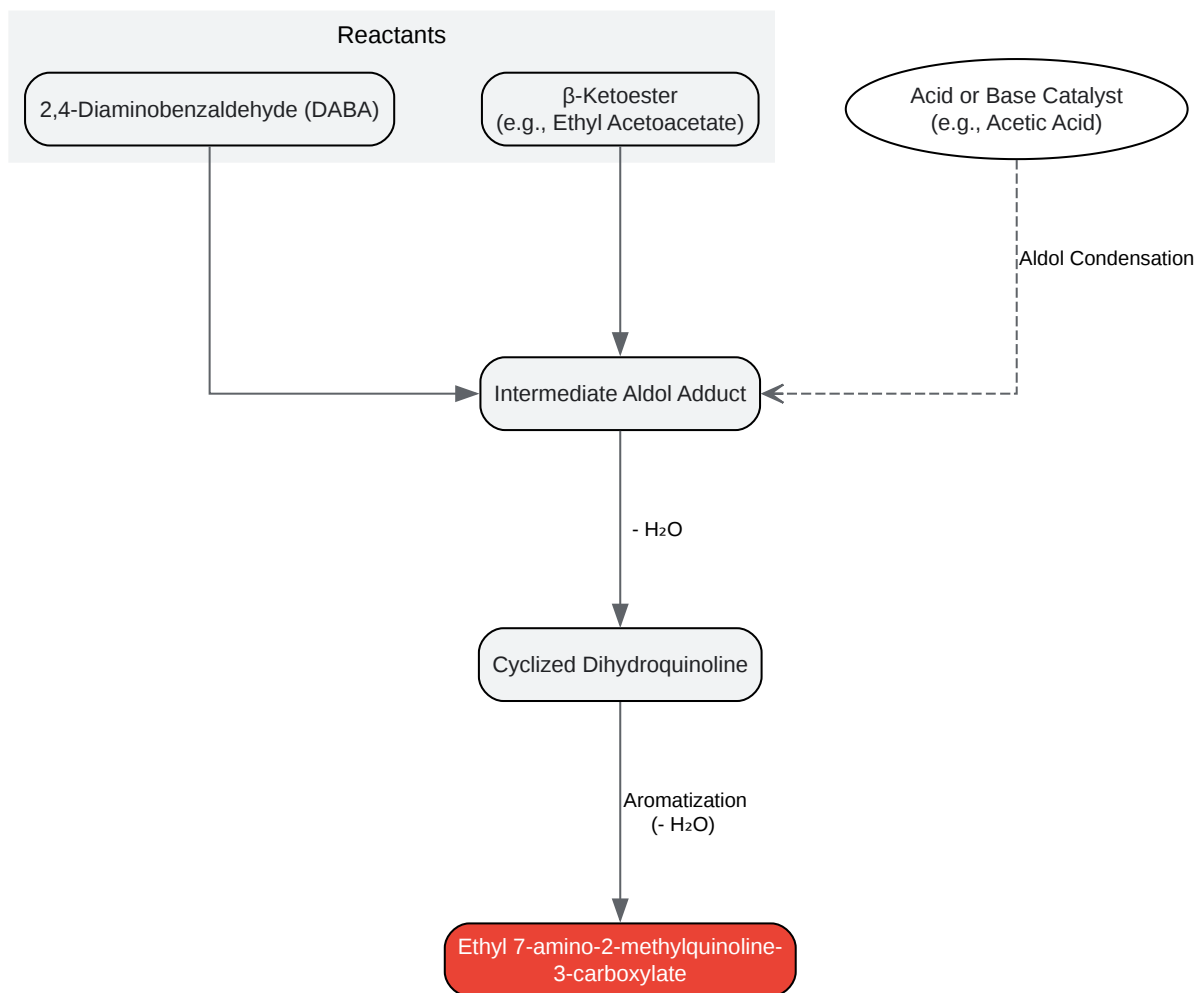 Reactants
2,4-Diaminobenzaldehyde (DABA)
β-Ketoester
(e.g., Ethyl Acetoacetate)
Acid or Base Catalyst
(e.g., Acetic Acid)
Aldol Condensation
Intermediate Aldol Adduct
- H₂O
Cyclized Dihydroquinoline
Aromatization
(- H₂O)
Ethyl 7-amino-2-methylquinoline-
3-carboxylate